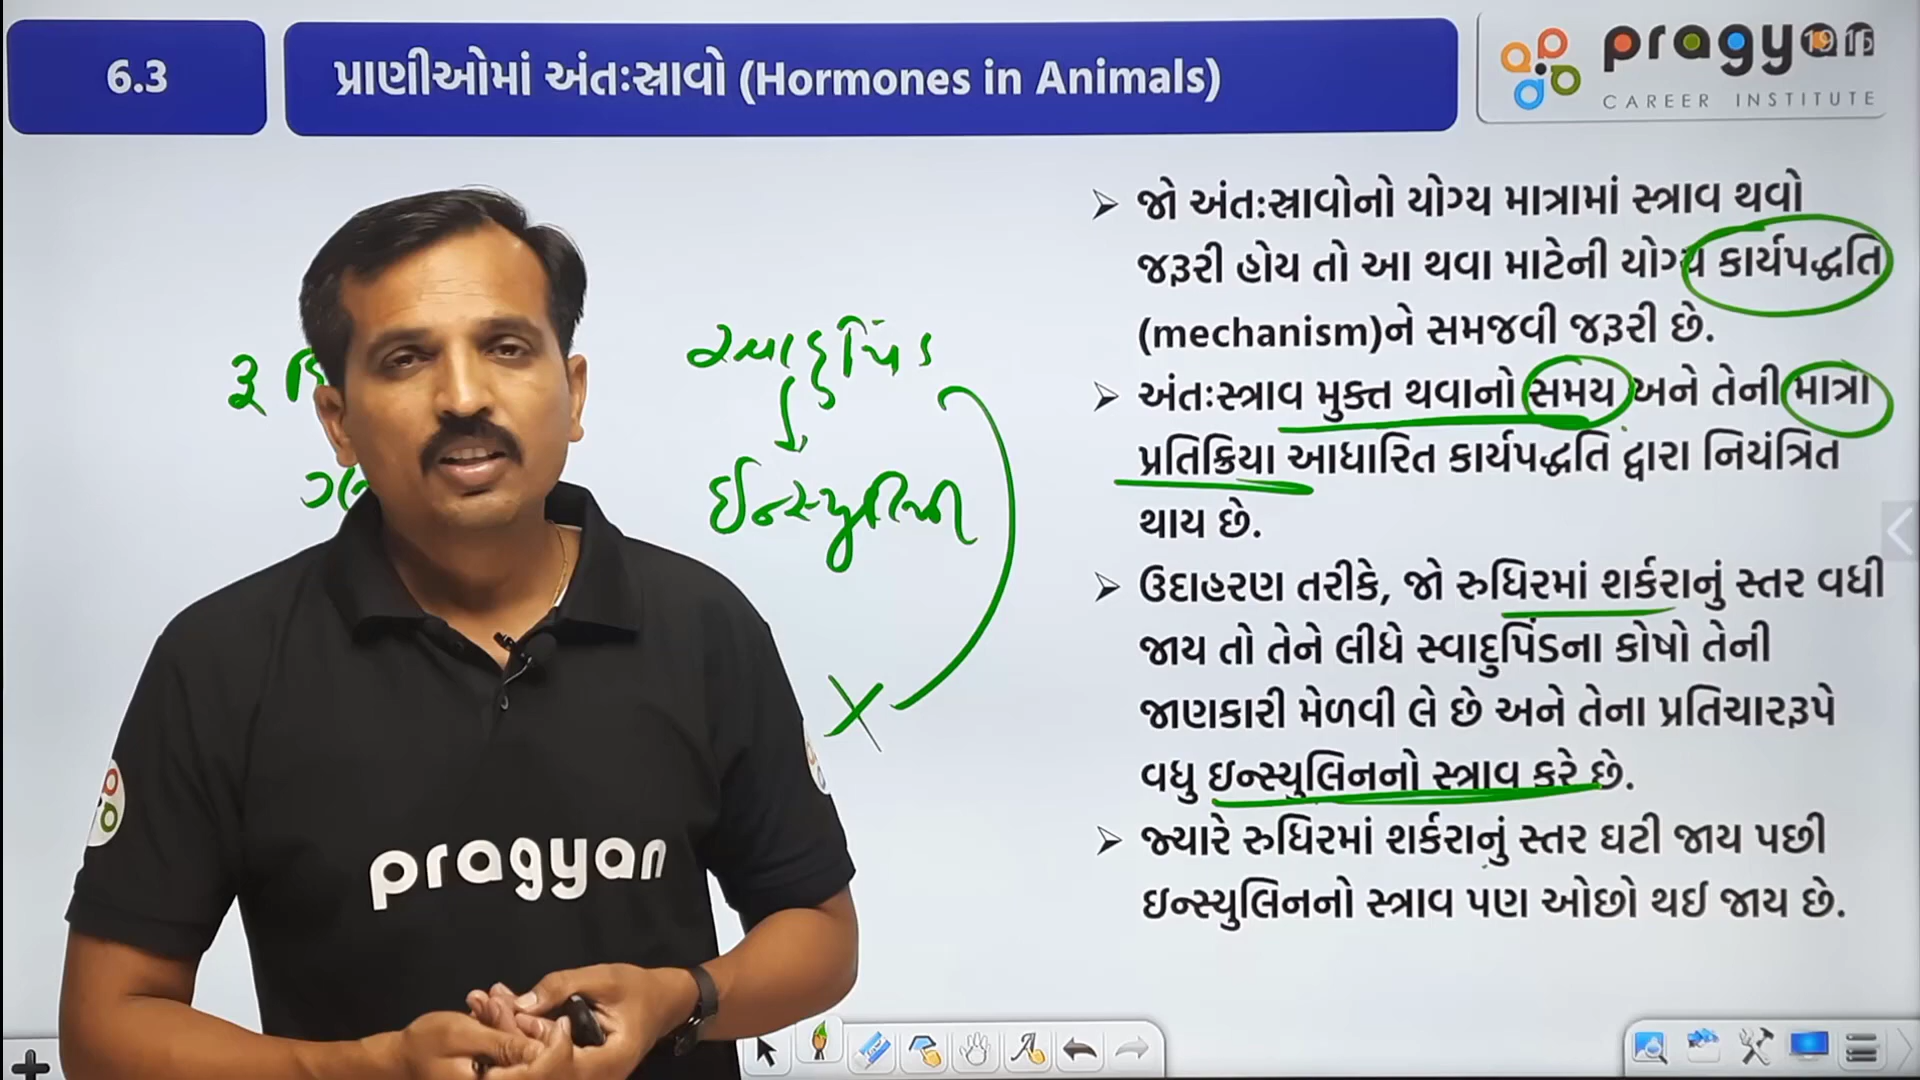 6.3
પ્રાણીઓમાં અંતઃસ્રાવો (Hormones in Animals)
pragyan
CAREER INSTITUTE
19:15
➢ જો અંતઃસ્રાવોનો યોગ્ય માત્રામાં સ્ત્રાવ થવો
જરૂરી હોય તો આ થવા માટેની યોગ્ય કાર્યપદ્ધતિ
(mechanism)ને સમજવી જરૂરી છે.
➢ અંતઃસ્ત્રાવ મુક્ત થવાનો સમય અને તેની માત્રા
પ્રતિક્રિયા આધારિત કાર્યપદ્ધતિ દ્વારા નિયંત્રિત
થાય છે.
➢ ઉદાહરણ તરીકે, જો રુધિરમાં શર્કરાનું સ્તર વધી
જાય તો તેને લીધે સ્વાદુપિંડના કોષો તેની
જાણકારી મેળવી લે છે અને તેના પ્રતિચારરૂપે
વધુ ઇન્સ્યુલિનનો સ્ત્રાવ કરે છે.
➢ જ્યારે રુધિરમાં શર્કરાનું સ્તર ઘટી જાય પછી
ઇન્સ્યુલિનનો સ્ત્રાવ પણ ઓછો થઈ જાય છે.
સ્વાદુપિંડ
ઈન્સ્યુલિન
pragyan